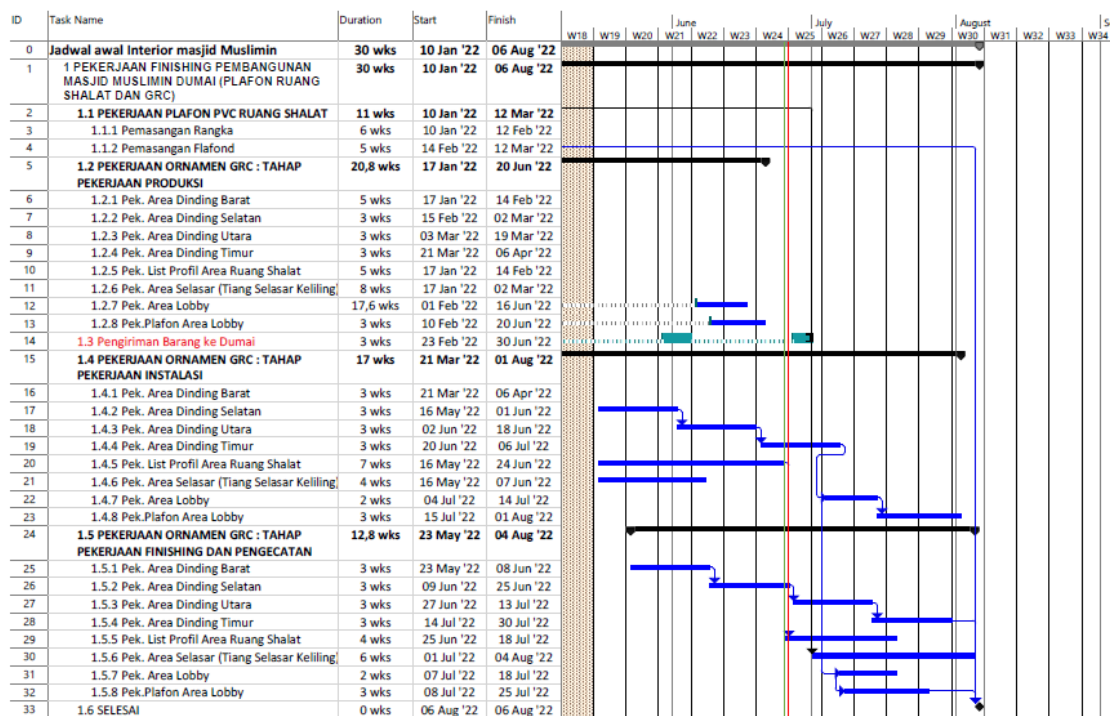 ID Task Name Duration Start Finish June July August S
W18 W19 W20 W21 W22 W23 W24 W25 W26 W27 W28 W29 W30 W31 W32 W33 W34
0 Jadwal awal Interior masjid Muslimin 30 wks 10 Jan '22 06 Aug '22
1 1 PEKERJAAN FINISHING PEMBANGUNAN 30 wks 10 Jan '22 06 Aug '22
MASJID MUSLIMIN DUMAI (PLAFON RUANG
SHALAT DAN GRC)
2 1.1 PEKERJAAN PLAFON PVC RUANG SHALAT 11 wks 10 Jan '22 12 Mar '22
3 1.1.1 Pemasangan Rangka 6 wks 10 Jan '22 12 Feb '22
4 1.1.2 Pemasangan Flafond 5 wks 14 Feb '22 12 Mar '22
5 1.2 PEKERJAAN ORNAMEN GRC : TAHAP 20,8 wks 17 Jan '22 20 Jun '22
PEKERJAAN PRODUKSI
6 1.2.1 Pek. Area Dinding Barat 5 wks 17 Jan '22 14 Feb '22
7 1.2.2 Pek. Area Dinding Selatan 3 wks 15 Feb '22 02 Mar '22
8 1.2.3 Pek. Area Dinding Utara 3 wks 03 Mar '22 19 Mar '22
9 1.2.4 Pek. Area Dinding Timur 3 wks 21 Mar '22 06 Apr '22
10 1.2.5 Pek. List Profil Area Ruang Shalat 5 wks 17 Jan '22 14 Feb '22
11 1.2.6 Pek. Area Selasar (Tiang Selasar Keliling) 8 wks 17 Jan '22 02 Mar '22
12 1.2.7 Pek. Area Lobby 17,6 wks 01 Feb '22 16 Jun '22
13 1.2.8 Pek.Plafon Area Lobby 3 wks 10 Feb '22 20 Jun '22
14 1.3 Pengiriman Barang ke Dumai 3 wks 23 Feb '22 30 Jun '22
15 1.4 PEKERJAAN ORNAMEN GRC : TAHAP 17 wks 21 Mar '22 01 Aug '22
PEKERJAAN INSTALASI
16 1.4.1 Pek. Area Dinding Barat 3 wks 21 Mar '22 06 Apr '22
17 1.4.2 Pek. Area Dinding Selatan 3 wks 16 May '22 01 Jun '22
18 1.4.3 Pek. Area Dinding Utara 3 wks 02 Jun '22 18 Jun '22
19 1.4.4 Pek. Area Dinding Timur 3 wks 20 Jun '22 06 Jul '22
20 1.4.5 Pek. List Profil Area Ruang Shalat 7 wks 16 May '22 24 Jun '22
21 1.4.6 Pek. Area Selasar (Tiang Selasar Keliling) 4 wks 16 May '22 07 Jun '22
22 1.4.7 Pek. Area Lobby 2 wks 04 Jul '22 14 Jul '22
23 1.4.8 Pek.Plafon Area Lobby 3 wks 15 Jul '22 01 Aug '22
24 1.5 PEKERJAAN ORNAMEN GRC : TAHAP 12,8 wks 23 May '22 04 Aug '22
PEKERJAAN FINISHING DAN PENGECATAN
25 1.5.1 Pek. Area Dinding Barat 3 wks 23 May '22 08 Jun '22
26 1.5.2 Pek. Area Dinding Selatan 3 wks 09 Jun '22 25 Jun '22
27 1.5.3 Pek. Area Dinding Utara 3 wks 27 Jun '22 13 Jul '22
28 1.5.4 Pek. Area Dinding Timur 3 wks 14 Jul '22 30 Jul '22
29 1.5.5 Pek. List Profil Area Ruang Shalat 4 wks 25 Jun '22 18 Jul '22
30 1.5.6 Pek. Area Selasar (Tiang Selasar Keliling) 6 wks 01 Jul '22 04 Aug '22
31 1.5.7 Pek. Area Lobby 2 wks 07 Jul '22 18 Jul '22
32 1.5.8 Pek.Plafon Area Lobby 3 wks 08 Jul '22 25 Jul '22
33 1.6 SELESAI 0 wks 06 Aug '22 06 Aug '22